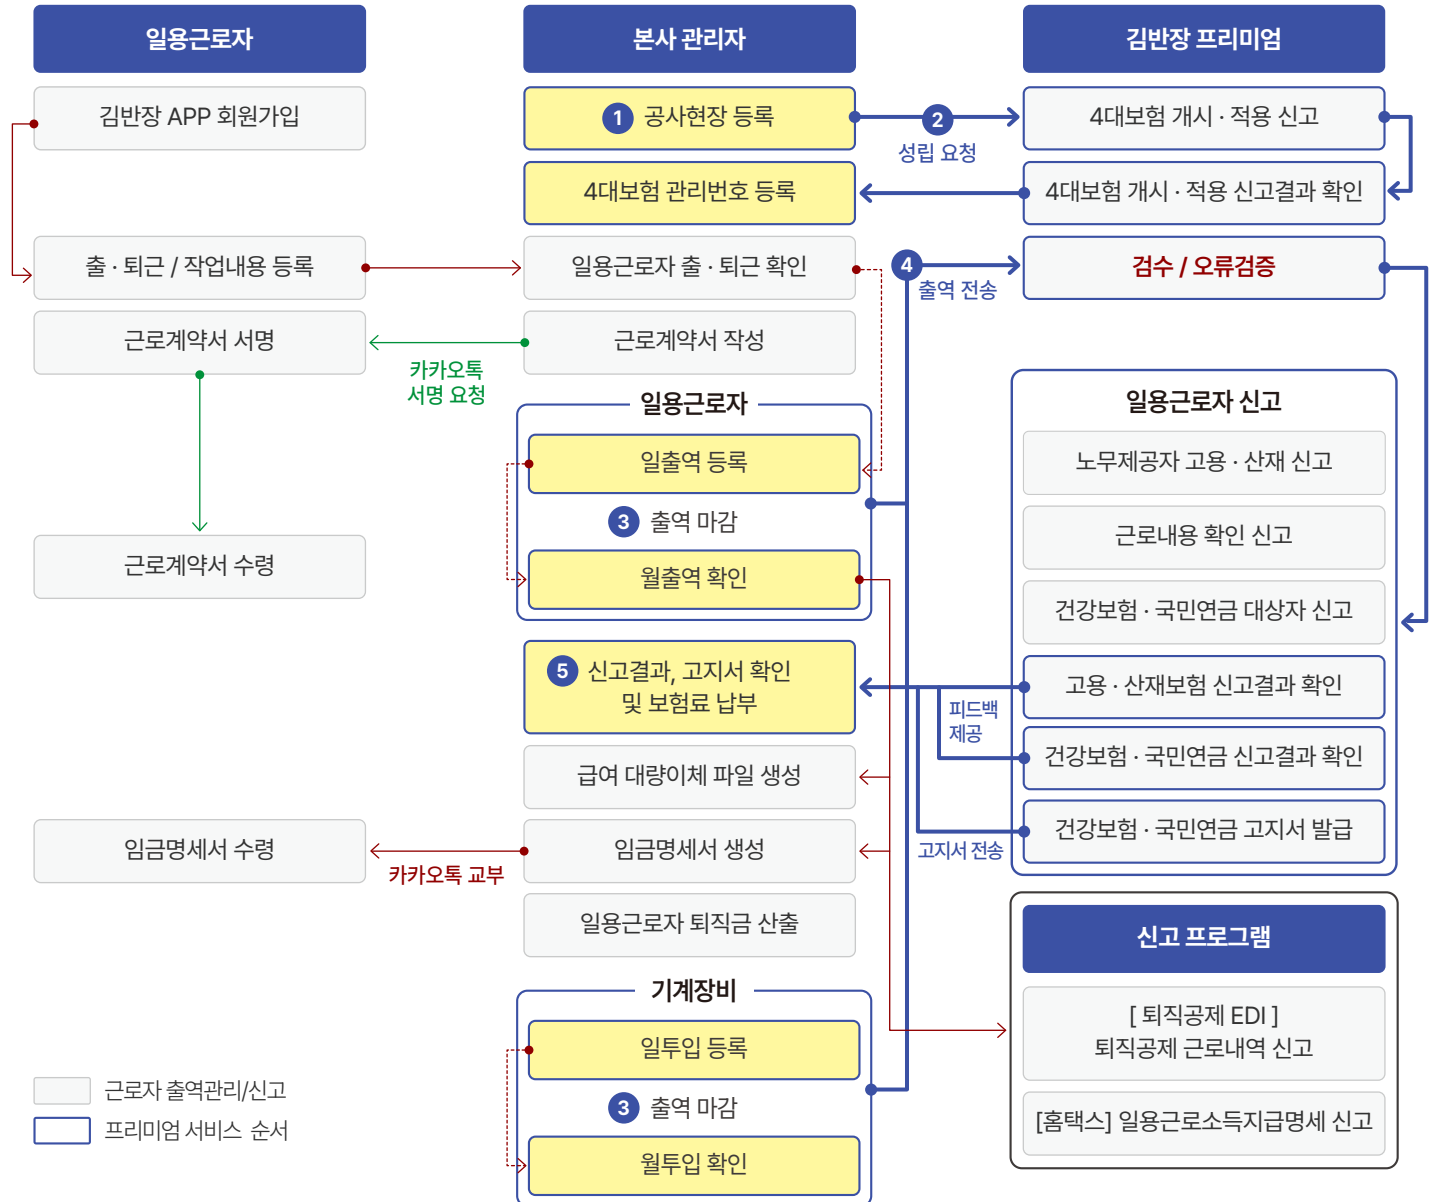 일용근로자
본사 관리자
김반장 프리미엄
김반장 APP 회원가입
1 공사현장 등록
2
성립 요청
4대보험 개시 · 적용 신고
4대보험 관리번호 등록
4대보험 개시 · 적용 신고결과 확인
출 · 퇴근 / 작업내용 등록
일용근로자 출 · 퇴근 확인
4
출역 전송
검수 / 오류검증
근로계약서 서명
카카오톡
서명 요청
근로계약서 작성
일용근로자
일출역 등록
3 출역 마감
월출역 확인
근로계약서 수령
일용근로자 신고
노무제공자 고용 · 산재 신고
근로내용 확인 신고
건강보험 · 국민연금 대상자 신고
고용 · 산재보험 신고결과 확인
건강보험 · 국민연금 신고결과 확인
건강보험 · 국민연금 고지서 발급
5 신고결과, 고지서 확인
및 보험료 납부
피드백
제공
고지서 전송
급여 대량이체 파일 생성
임금명세서 수령
카카오톡 교부
임금명세서 생성
일용근로자 퇴직금 산출
신고 프로그램
[ 퇴직공제 EDI ]
퇴직공제 근로내역 신고
[홈택스] 일용근로소득지급명세 신고
기계장비
일투입 등록
3 출역 마감
월투입 확인
근로자 출역관리/신고
프리미엄 서비스 순서